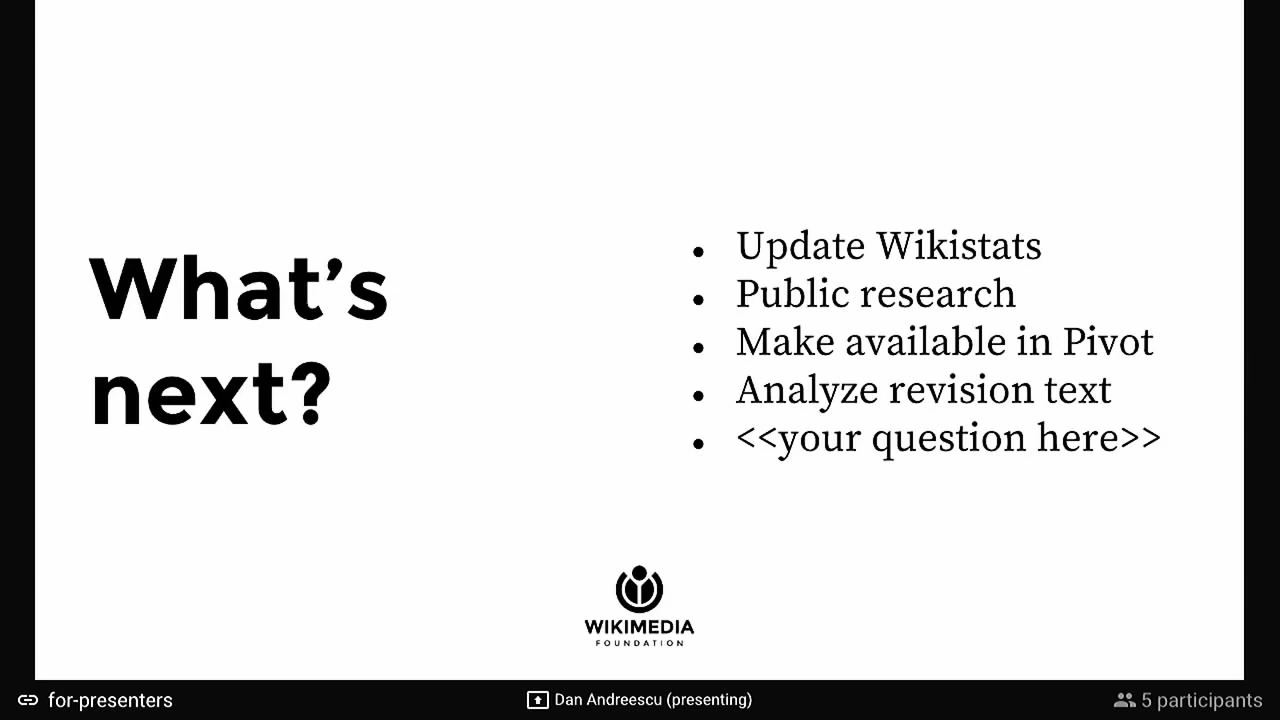 What's
next?
Update Wikistats
Public research
Make available in Pivot
Analyze revision text
<<your question here>>
WIKIMEDIA
FOUNDATION
for-presenters
Dan Andreescu (presenting)
5 participants